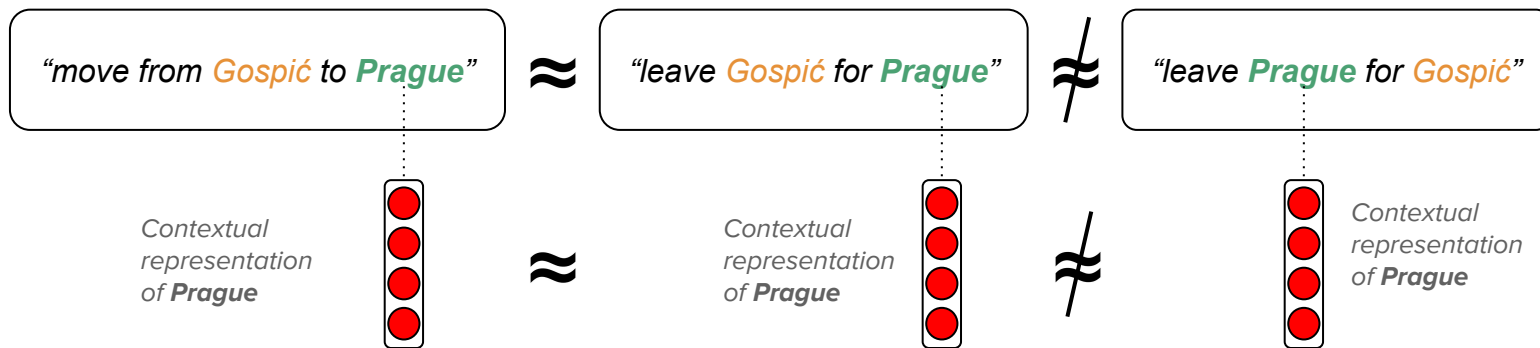 “move from Gospić to Prague” ≈ “leave Gospić for Prague” ≉ “leave Prague for Gospić”
Contextual
representation
of Prague
≈
Contextual
representation
of Prague
≉
Contextual
representation
of Prague